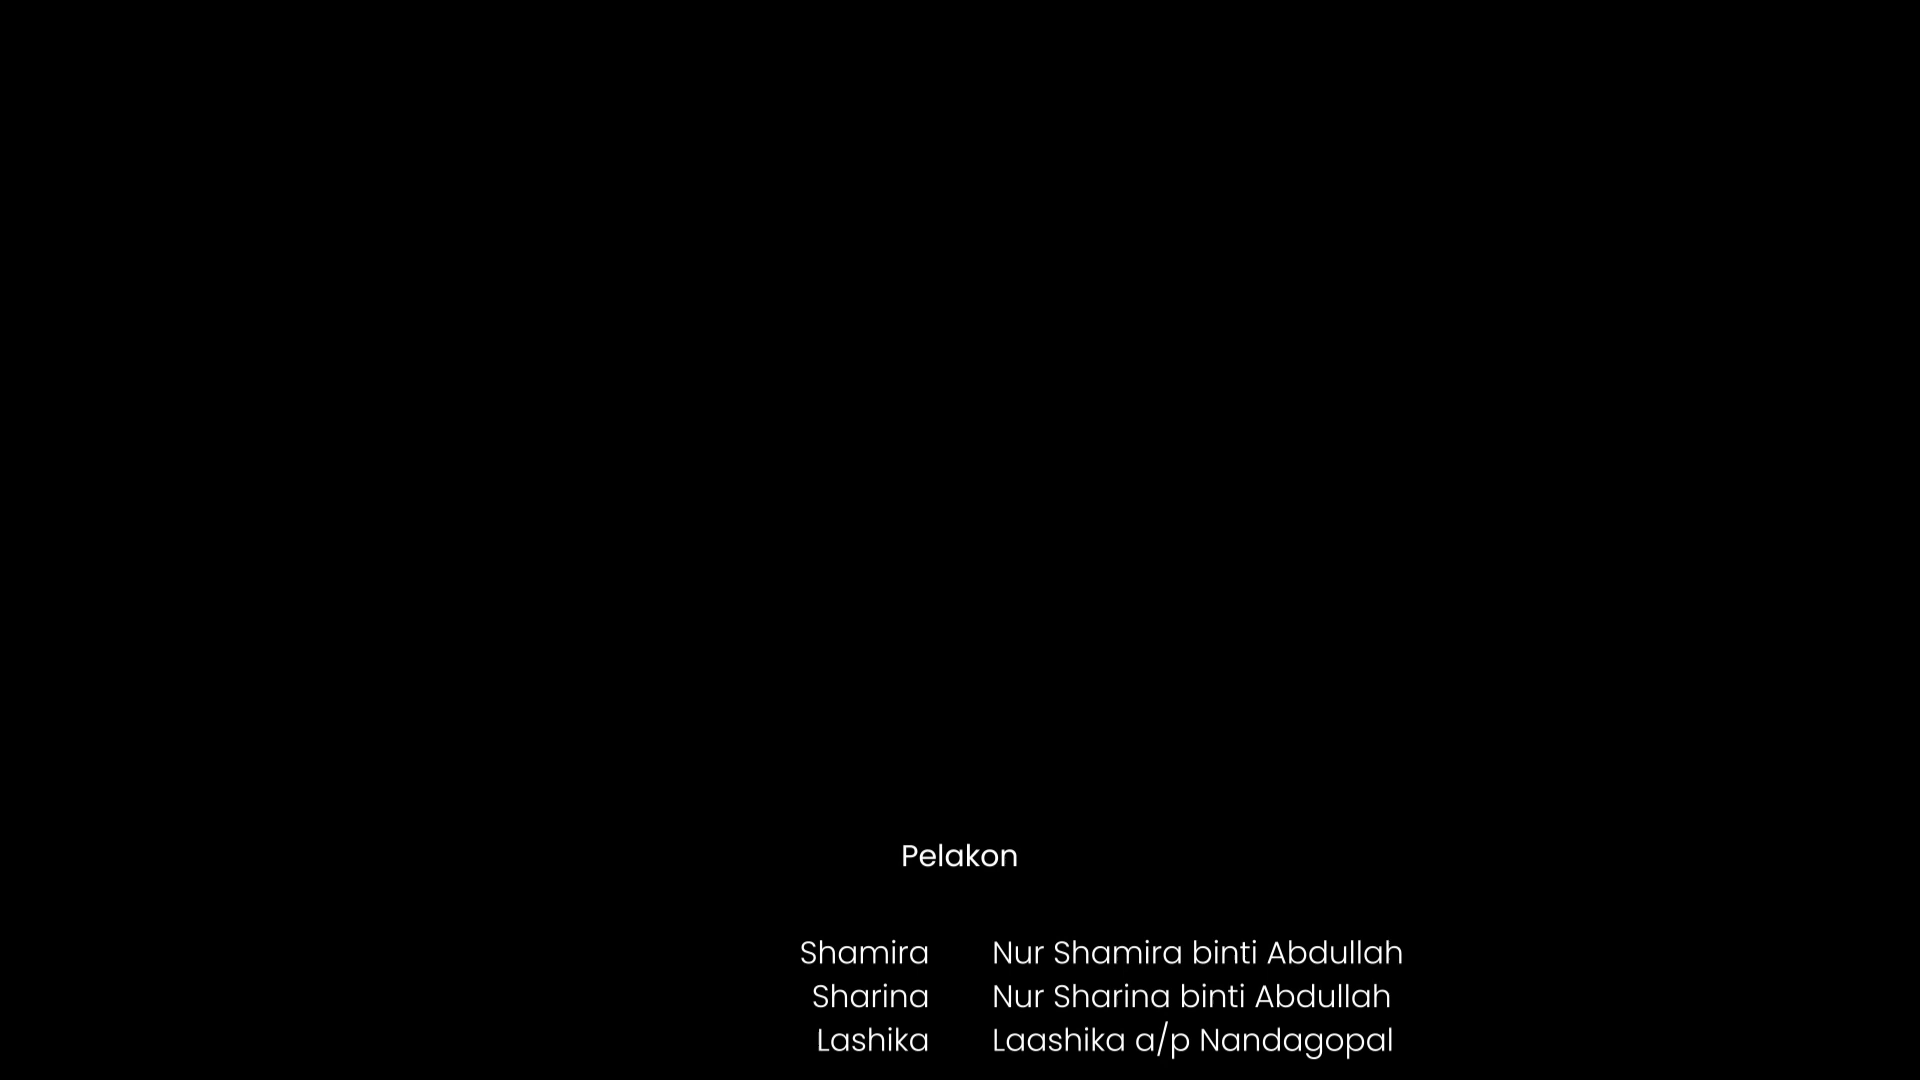 Pelakon
Shamira Nur Shamira binti Abdullah
Sharina Nur Sharina binti Abdullah
Lashika Laashika a/p Nandagopal